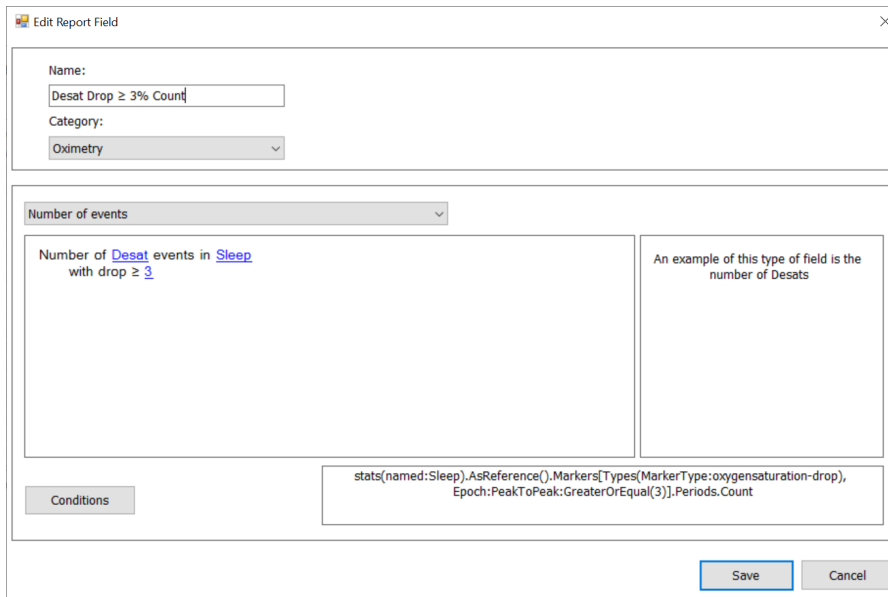 Edit Report Field
Name:
Desat Drop ≥ 3% Count
Category:
Oximetry
Number of events
Number of Desat events in Sleep
with drop ≥ 3
An example of this type of field is the
number of Desats
Conditions
stats(named:Sleep).AsReference().Markers[Types(MarkerType:oxygensaturation-drop),
Epoch:PeakToPeak:GreaterOrEqual(3)].Periods.Count
Save
Cancel